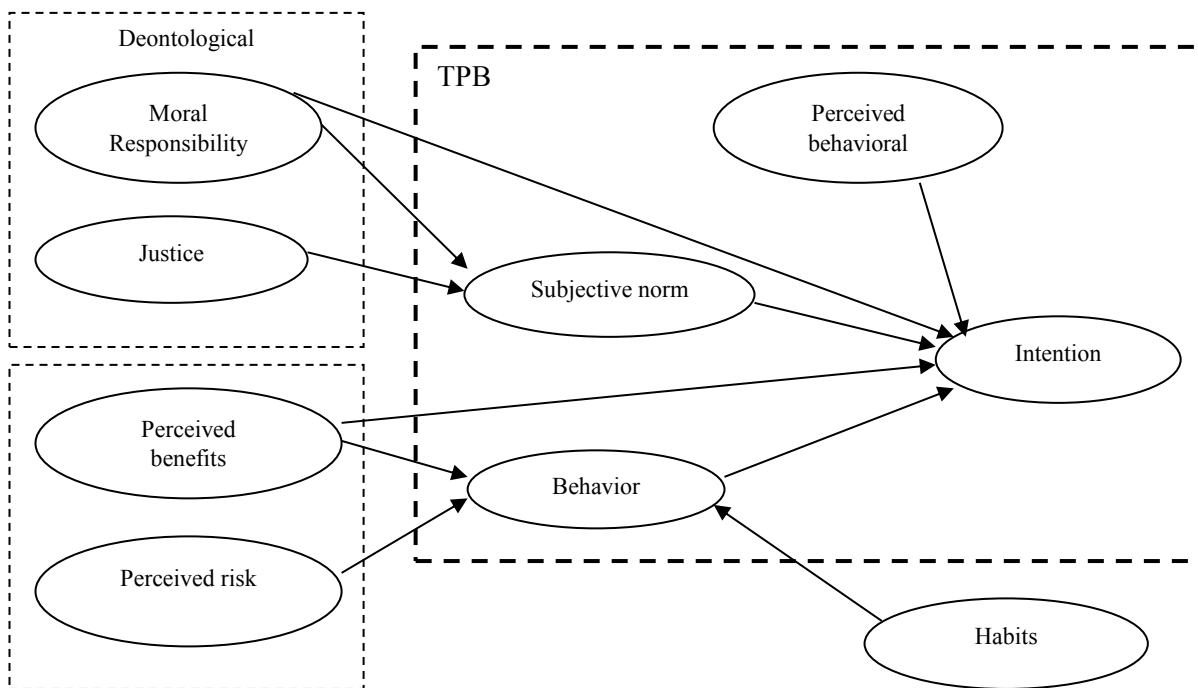 Deontological
Moral
Responsibility
Justice
TPB
Perceived
behavioral
Subjective norm
Intention
Perceived
benefits
Behavior
Perceived risk
Habits